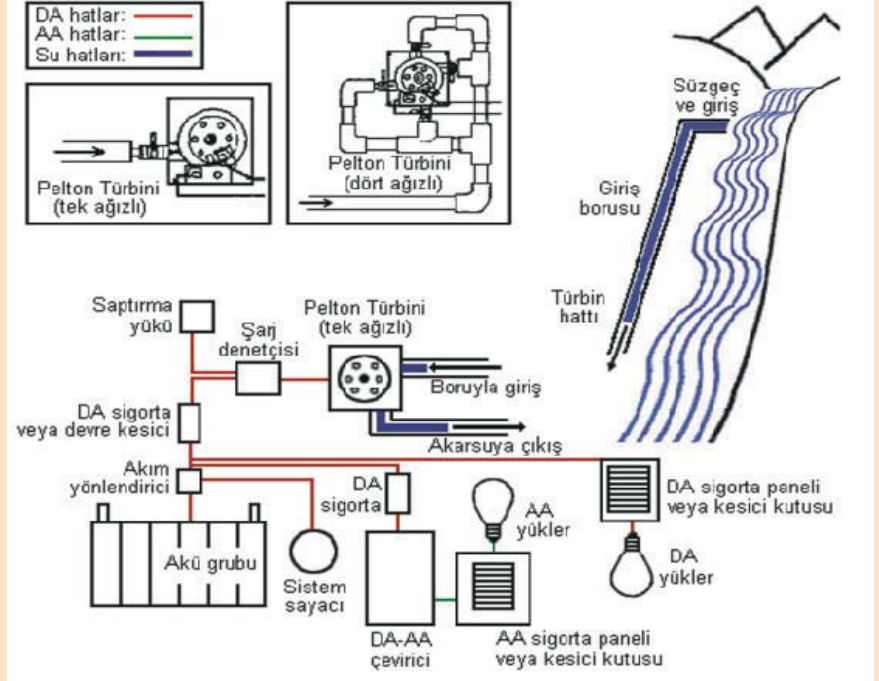 DA hatlar:
AA hatlar:
Su hatları:
Pelton Türbini
(tek ağızlı)
Pelton Türbini
(dört ağızlı)
Süzgeç
ve giriş
Giriş
borusu
Türbin
hattı
Saptırma
yükü
Şarj
denetçisi
Pelton Türbini
(tek ağızlı)
Boruyla giriş
Akarsuya çıkış
DA sigorta
veya devre kesici
Akım
yönlendirici
Akü grubu
Sistem
sayacı
DA
sigorta
DA-AA
çevirici
AA
yükler
AA sigorta paneli
veya kesici kutusu
DA sigorta paneli
veya kesici kutusu
DA
yükler